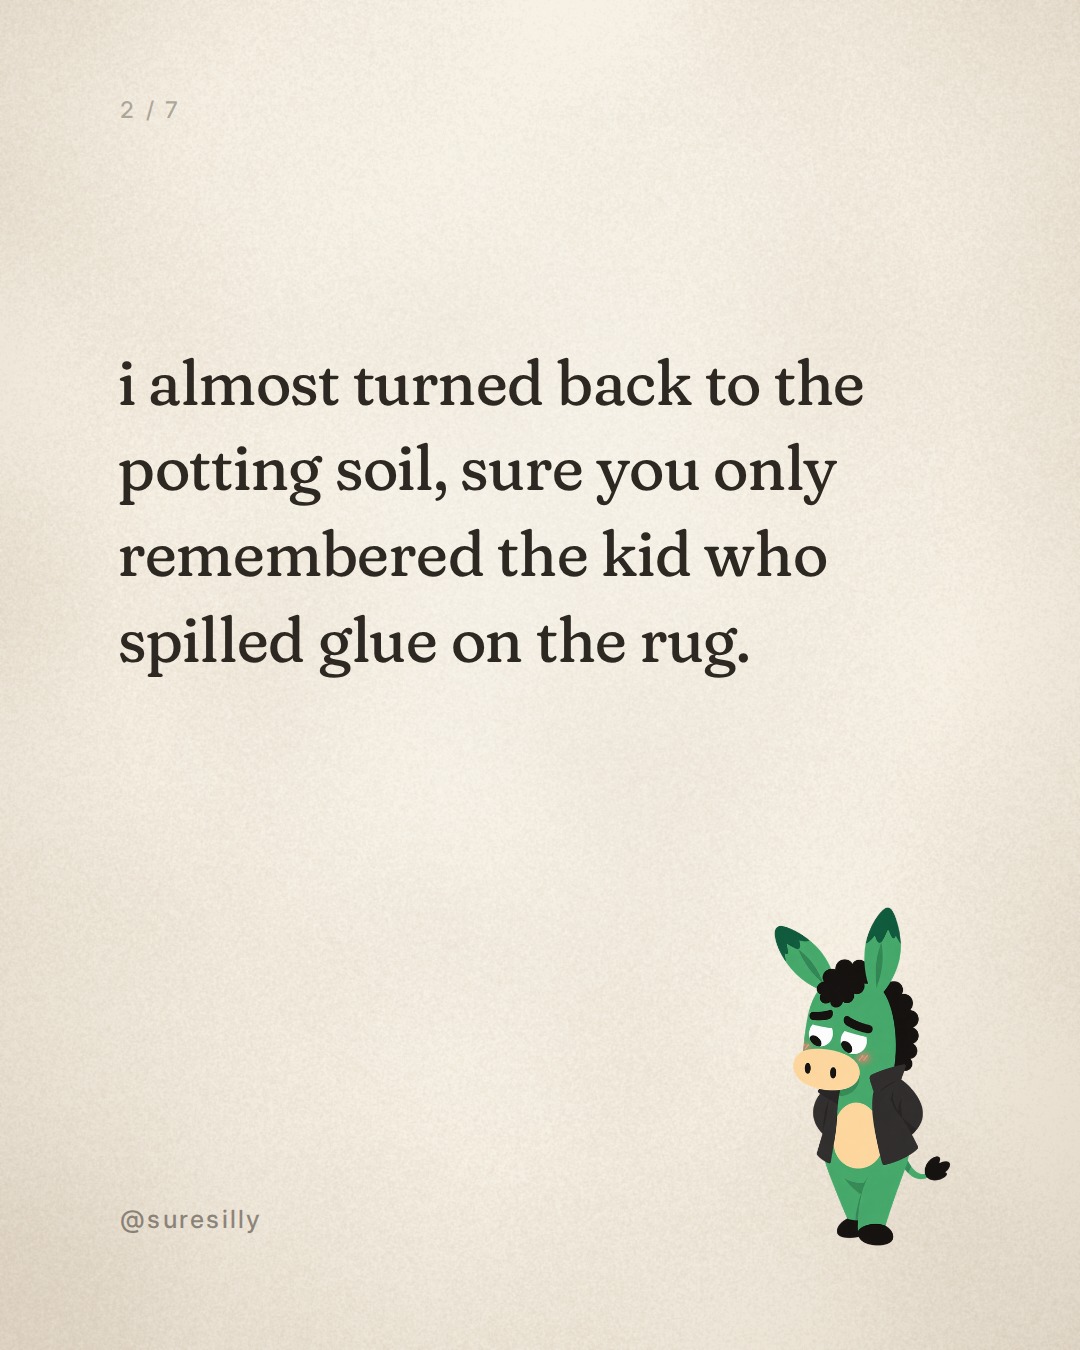 2 / 7
i almost turned back to the
potting soil, sure you only
remembered the kid who
spilled glue on the rug.
@suresilly